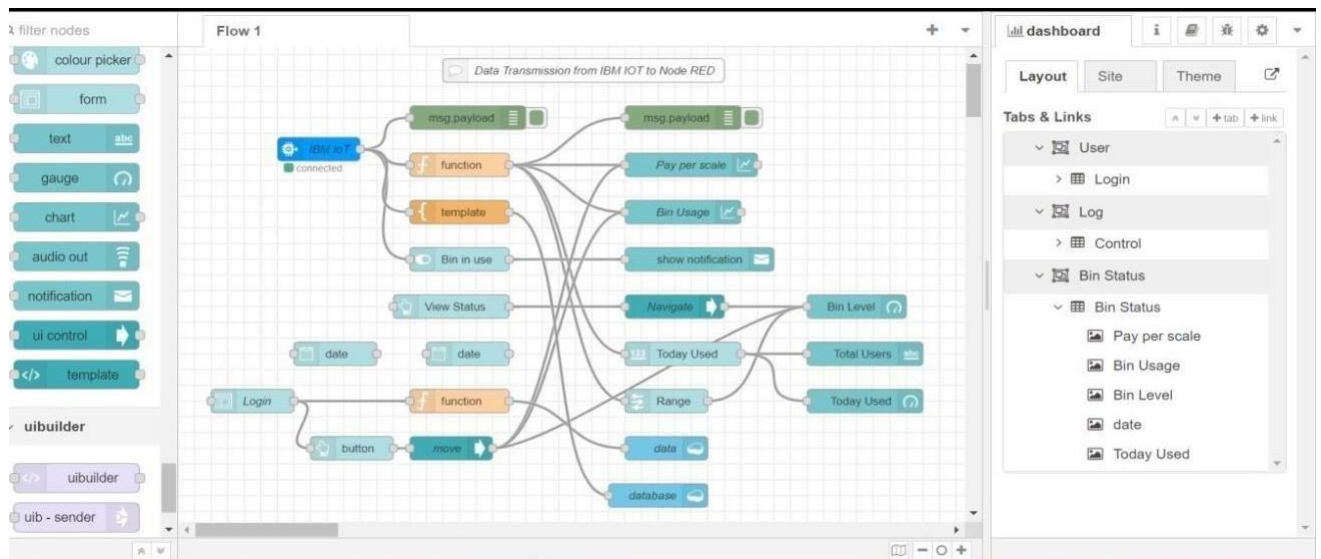 filter nodes
colour picker
form
text
abc
gauge
chart
audio out
notification
ui control
template
uibuilder
uibuilder
uib - sender
Flow 1
Data Transmission from IBM IOT to Node RED
msg.payload
msg.payload
IBM IoT
connected
function
Pay per scale
template
Bin Usage
Bin in use
show notification
View Status
Navigate
Bin Level
date
date
123
Today Used
Total Users
abc
Login
function
Range
Today Used
button
move
data
database
dashboard
i
Layout
Site
Theme
Tabs & Links
+ tab
+ link
User
Login
Log
Control
Bin Status
Bin Status
Pay per scale
Bin Usage
Bin Level
date
Today Used